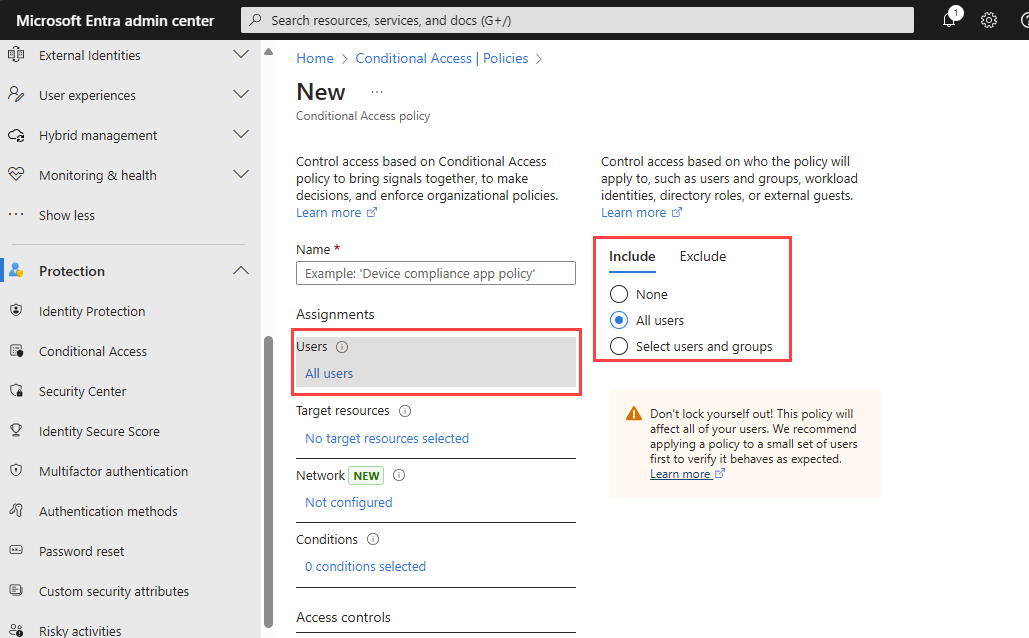 Microsoft Entra admin center
Search resources, services, and docs (G+/)
1
External Identities
User experiences
Hybrid management
Monitoring & health
Show less
Protection
Identity Protection
Conditional Access
Security Center
Identity Secure Score
Multifactor authentication
Authentication methods
Password reset
Custom security attributes
Risky activities
Home > Conditional Access | Policies >
New ...
Conditional Access policy
Control access based on Conditional Access
policy to bring signals together, to make
decisions, and enforce organizational policies.
Learn more
Name *
Example: 'Device compliance app policy'
Assignments
Users
All users
Target resources
No target resources selected
Network NEW
Not configured
Conditions
0 conditions selected
Access controls
Control access based on who the policy will
apply to, such as users and groups, workload
identities, directory roles, or external guests.
Learn more
Include Exclude
None
All users
Select users and groups
Don't lock yourself out! This policy will
affect all of your users. We recommend
applying a policy to a small set of users
first to verify it behaves as expected.
Learn more